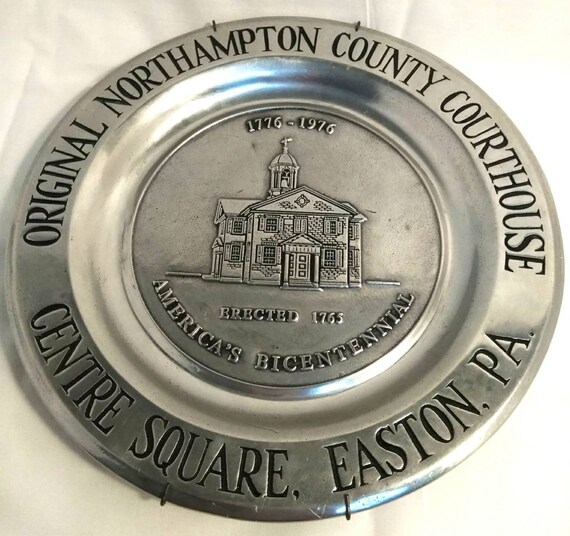 ORIGINAL NORTHAMPTON COUNTY COURTHOUSE
1776-1976
ERECTED 1765
AMERICA'S BICENTENNIAL
CENTRE SQUARE, EASTON, PA.